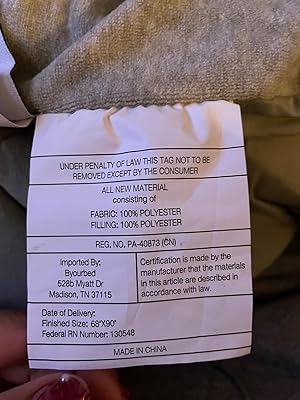 UNDER PENALTY OF LAW THIS TAG NOT TO BE
REMOVED EXCEPT BY THE CONSUMER
ALL NEW MATERIAL
consisting of
FABRIC: 100% POLYESTER
FILLING: 100% POLYESTER
REG. NO. PA-40873 (CN)
Imported By:
Byourbed
528b Myatt Dr
Madison, TN 37115
Certification is made by the
manufacturer that the materials
In this article are described in
accordance with law.
Date of Delivery:
Finished Size: 68"X90"
Federal RN Number: 130548
MADE IN CHINA